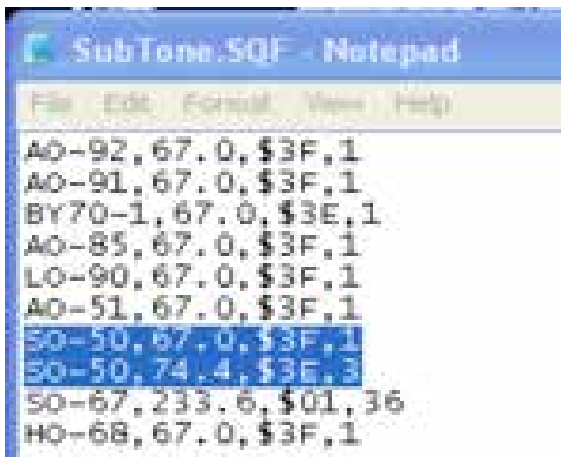 SubTone.SQF - Notepad
File Edit Format View Help
AO-92,67.0,$3F,1
AO-91,67.0,$3F,1
BY70-1,67.0,$3E,1
AO-85,67.0,$3F,1
LO-90,67.0,$3F,1
AO-51,67.0,$3F,1
SO-50,67.0,$3F,1
SO-50,74.4,$3E,3
SO-67,233.6,$01,36
HO-68,67.0,$3F,1